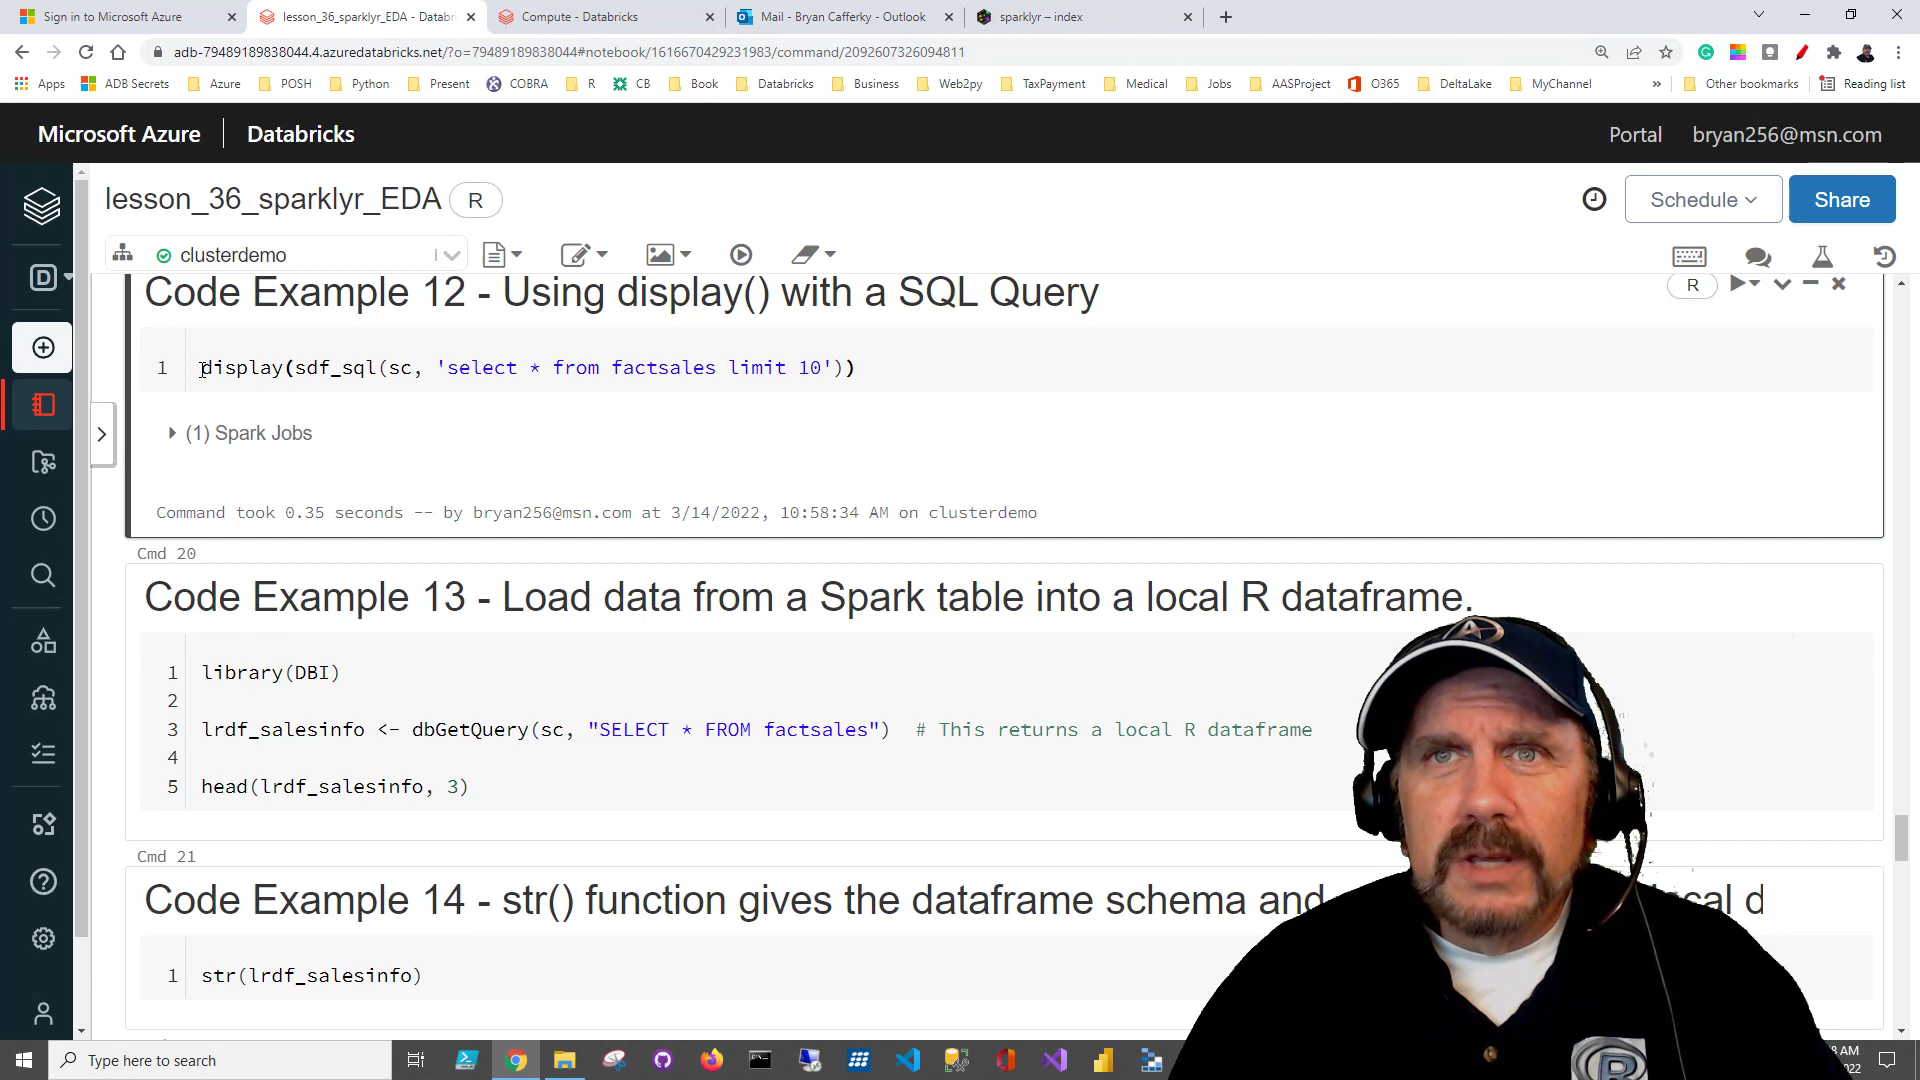 Sign in to Microsoft Azure
lesson_36_sparklyr_EDA - Databr
Compute - Databricks
Mail - Bryan Cafferky - Outlook
sparklyr – index
adb-79489189838044.4.azuredatabricks.net/?o=79489189838044#notebook/1616670429231983/command/2092607326094811
Apps
ADB Secrets
Azure
POSH
Python
Present
COBRA
R
CB
Book
Databricks
Business
Web2py
TaxPayment
Medical
Jobs
AASProject
O365
DeltaLake
MyChannel
Other bookmarks
Reading list
Microsoft Azure
Databricks
Portal
bryan256@msn.com
lesson_36_sparklyr_EDA
R
Schedule
Share
D
clusterdemo
Code Example 12 - Using display() with a SQL Query
R
1 display(sdf_sql(sc, 'select * from factsales limit 10'))
(1) Spark Jobs
Command took 0.35 seconds -- by bryan256@msn.com at 3/14/2022, 10:58:34 AM on clusterdemo
Cmd 20
Code Example 13 - Load data from a Spark table into a local R dataframe.
1 library(DBI)
2
3 lrdf_salesinfo <- dbGetQuery(sc, "SELECT * FROM factsales") # This returns a local R dataframe
4
5 head(lrdf_salesinfo, 3)
Cmd 21
Code Example 14 - str() function gives the dataframe schema and
1 str(lrdf_salesinfo)
Type here to search
R
AM